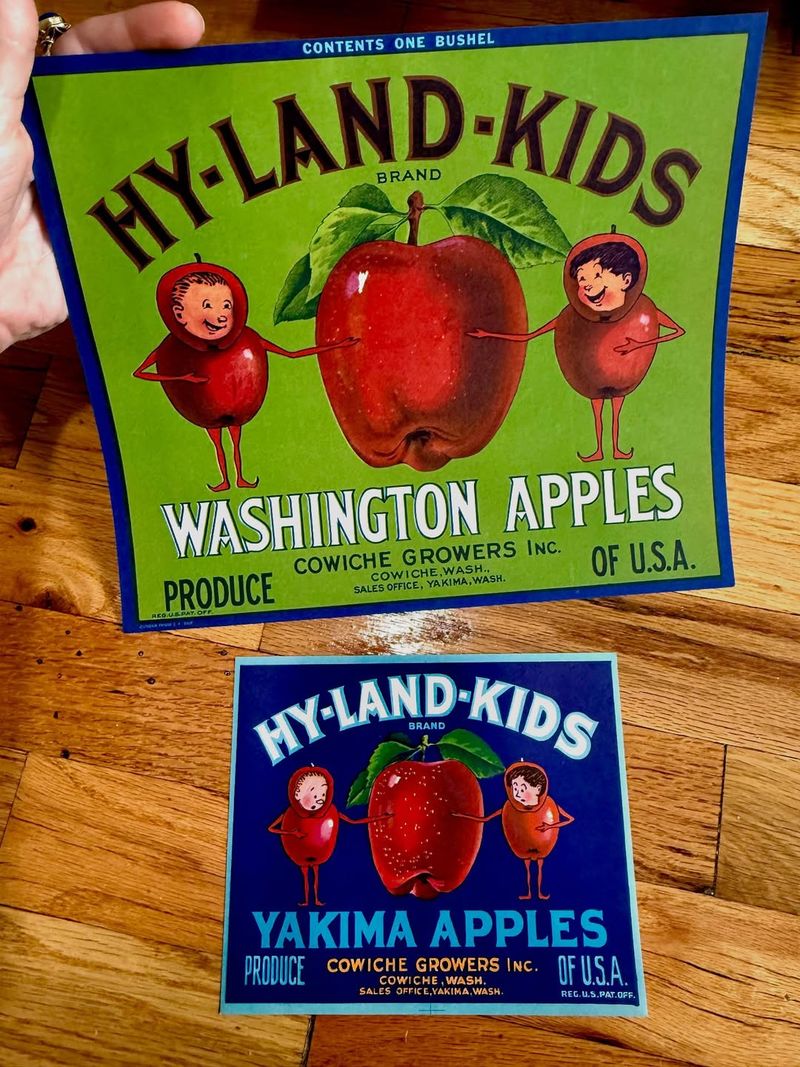 CONTENTS ONE BUSHEL
HY-LAND-KIDS
BRAND
WASHINGTON APPLES
COWICHE GROWERS INC.
COWICHE, WASH.,
SALES OFFICE, YAKIMA, WASH.
PRODUCE
OF U.S.A.
REG. U.S. PAT. OFF.
HY-LAND-KIDS
BRAND
YAKIMA APPLES
PRODUCE
COWICHE GROWERS INC.
OF U.S.A.
COWICHE, WASH.
SALES OFFICE, YAKIMA, WASH.
REG. U.S. PAT. OFF.